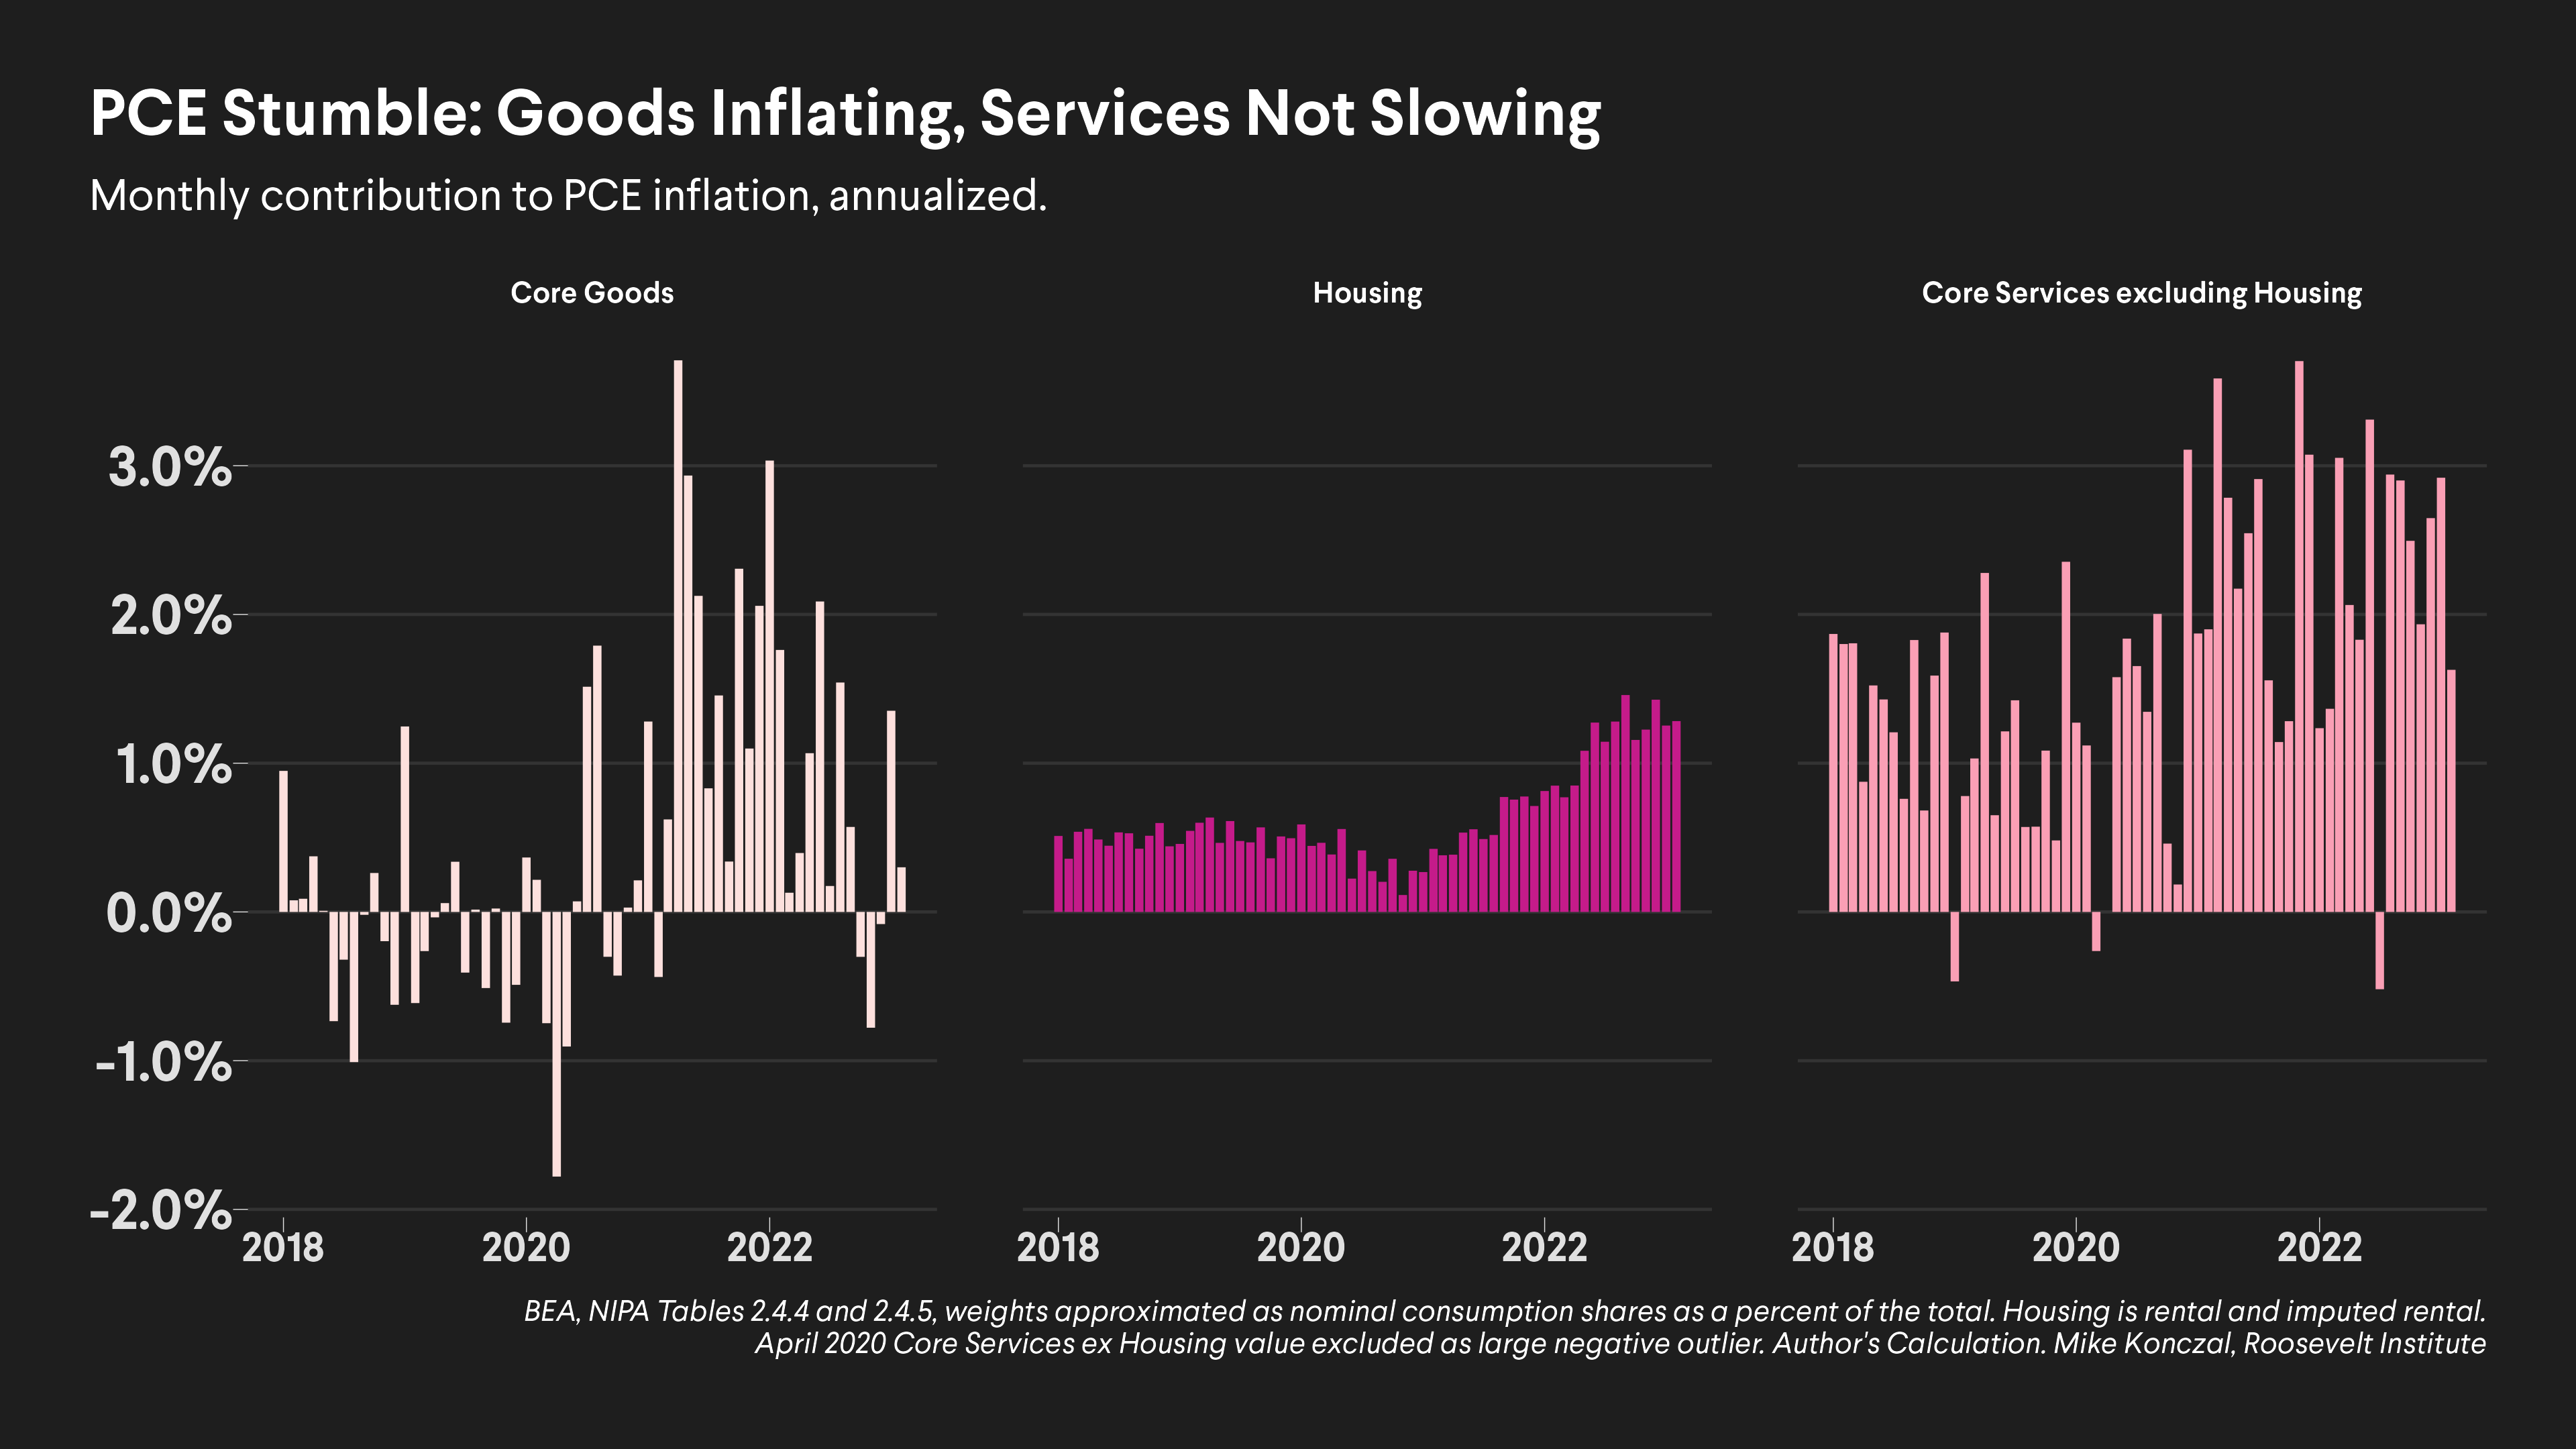 PCE Stumble: Goods Inflating, Services Not Slowing
Monthly contribution to PCE inflation, annualized.
Core Goods
Housing
Core Services excluding Housing
3.0%
2.0%
1.0%
0.0%
-1.0%
-2.0%
2018 2020 2022
2018 2020 2022
2018 2020 2022
BEA, NIPA Tables 2.4.4 and 2.4.5, weights approximated as nominal consumption shares as a percent of the total. Housing is rental and imputed rental.
April 2020 Core Services ex Housing value excluded as large negative outlier. Author's Calculation. Mike Konczal, Roosevelt Institute